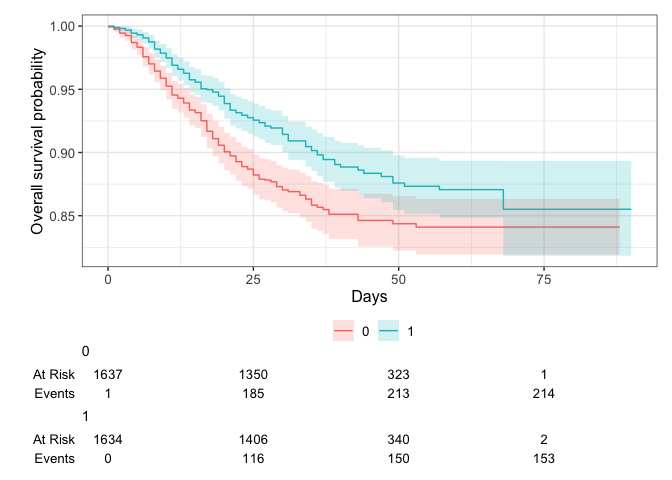 Overall survival probability
1.00
0.95
0.90
0.85
0 25 50 75
Days
0 1
0
At Risk 1637 1350 323 1
Events 1 185 213 214
1
At Risk 1634 1406 340 2
Events 0 116 150 153